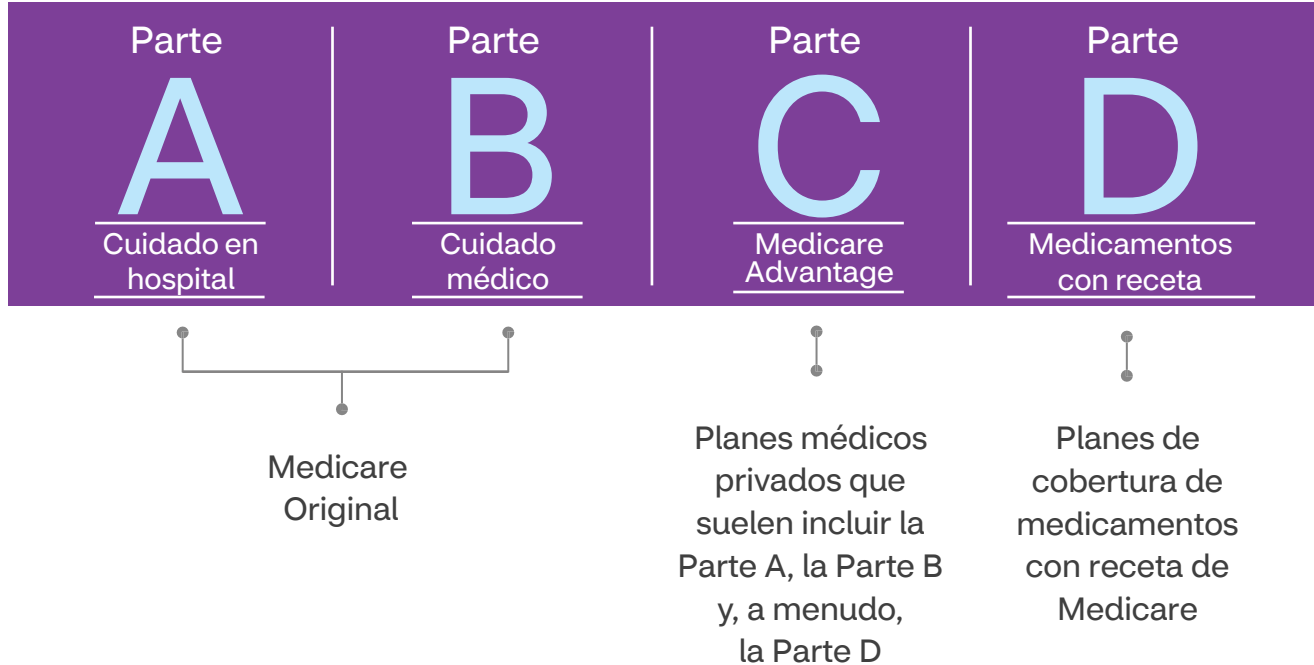 Parte
A
Cuidado en
hospital
Parte
B
Cuidado
médico
Parte
C
Medicare
Advantage
Parte
D
Medicamentos
con receta
Medicare
Original
Planes médicos
privados que
suelen incluir la
Parte A, la Parte B
y, a menudo,
la Parte D
Planes de
cobertura de
medicamentos
con receta de
Medicare